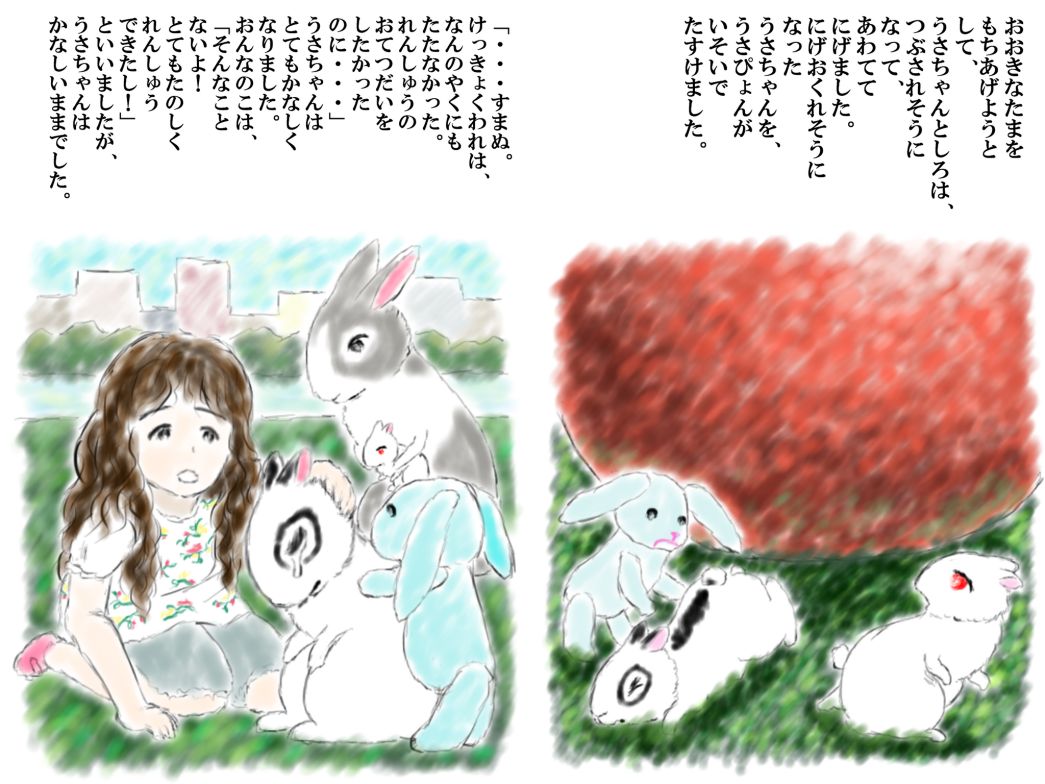 おおきなたまを
もちあげようと
して、
うさちゃんとしろは、
つぶされそうに
なって、
あわてて
にげました。
にげおくれそうに
なった
うさちゃんを、
うさぴょんが
いそいで
たすけました。
「・・・すまぬ。
けっきょくわれは、
なんのやくにも
たたなかった。
れんしゅうの
おてつだいを
したかった
のに・・・」
うさちゃんは
とてもかなしく
なりました。
おんなのこは、
「そんなこと
ないよ！
とてもたのしく
れんしゅう
できたし！」
といいましたが、
うさちゃんは
かなしいままでした。